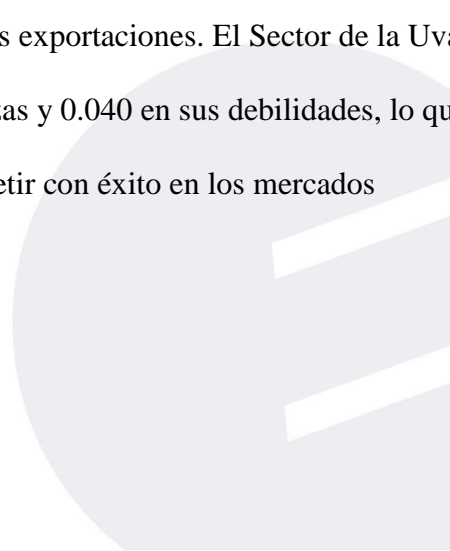 s exportaciones. El Sector de la Uva
zas y 0.040 en sus debilidades, lo qu
etir con éxito en los mercados